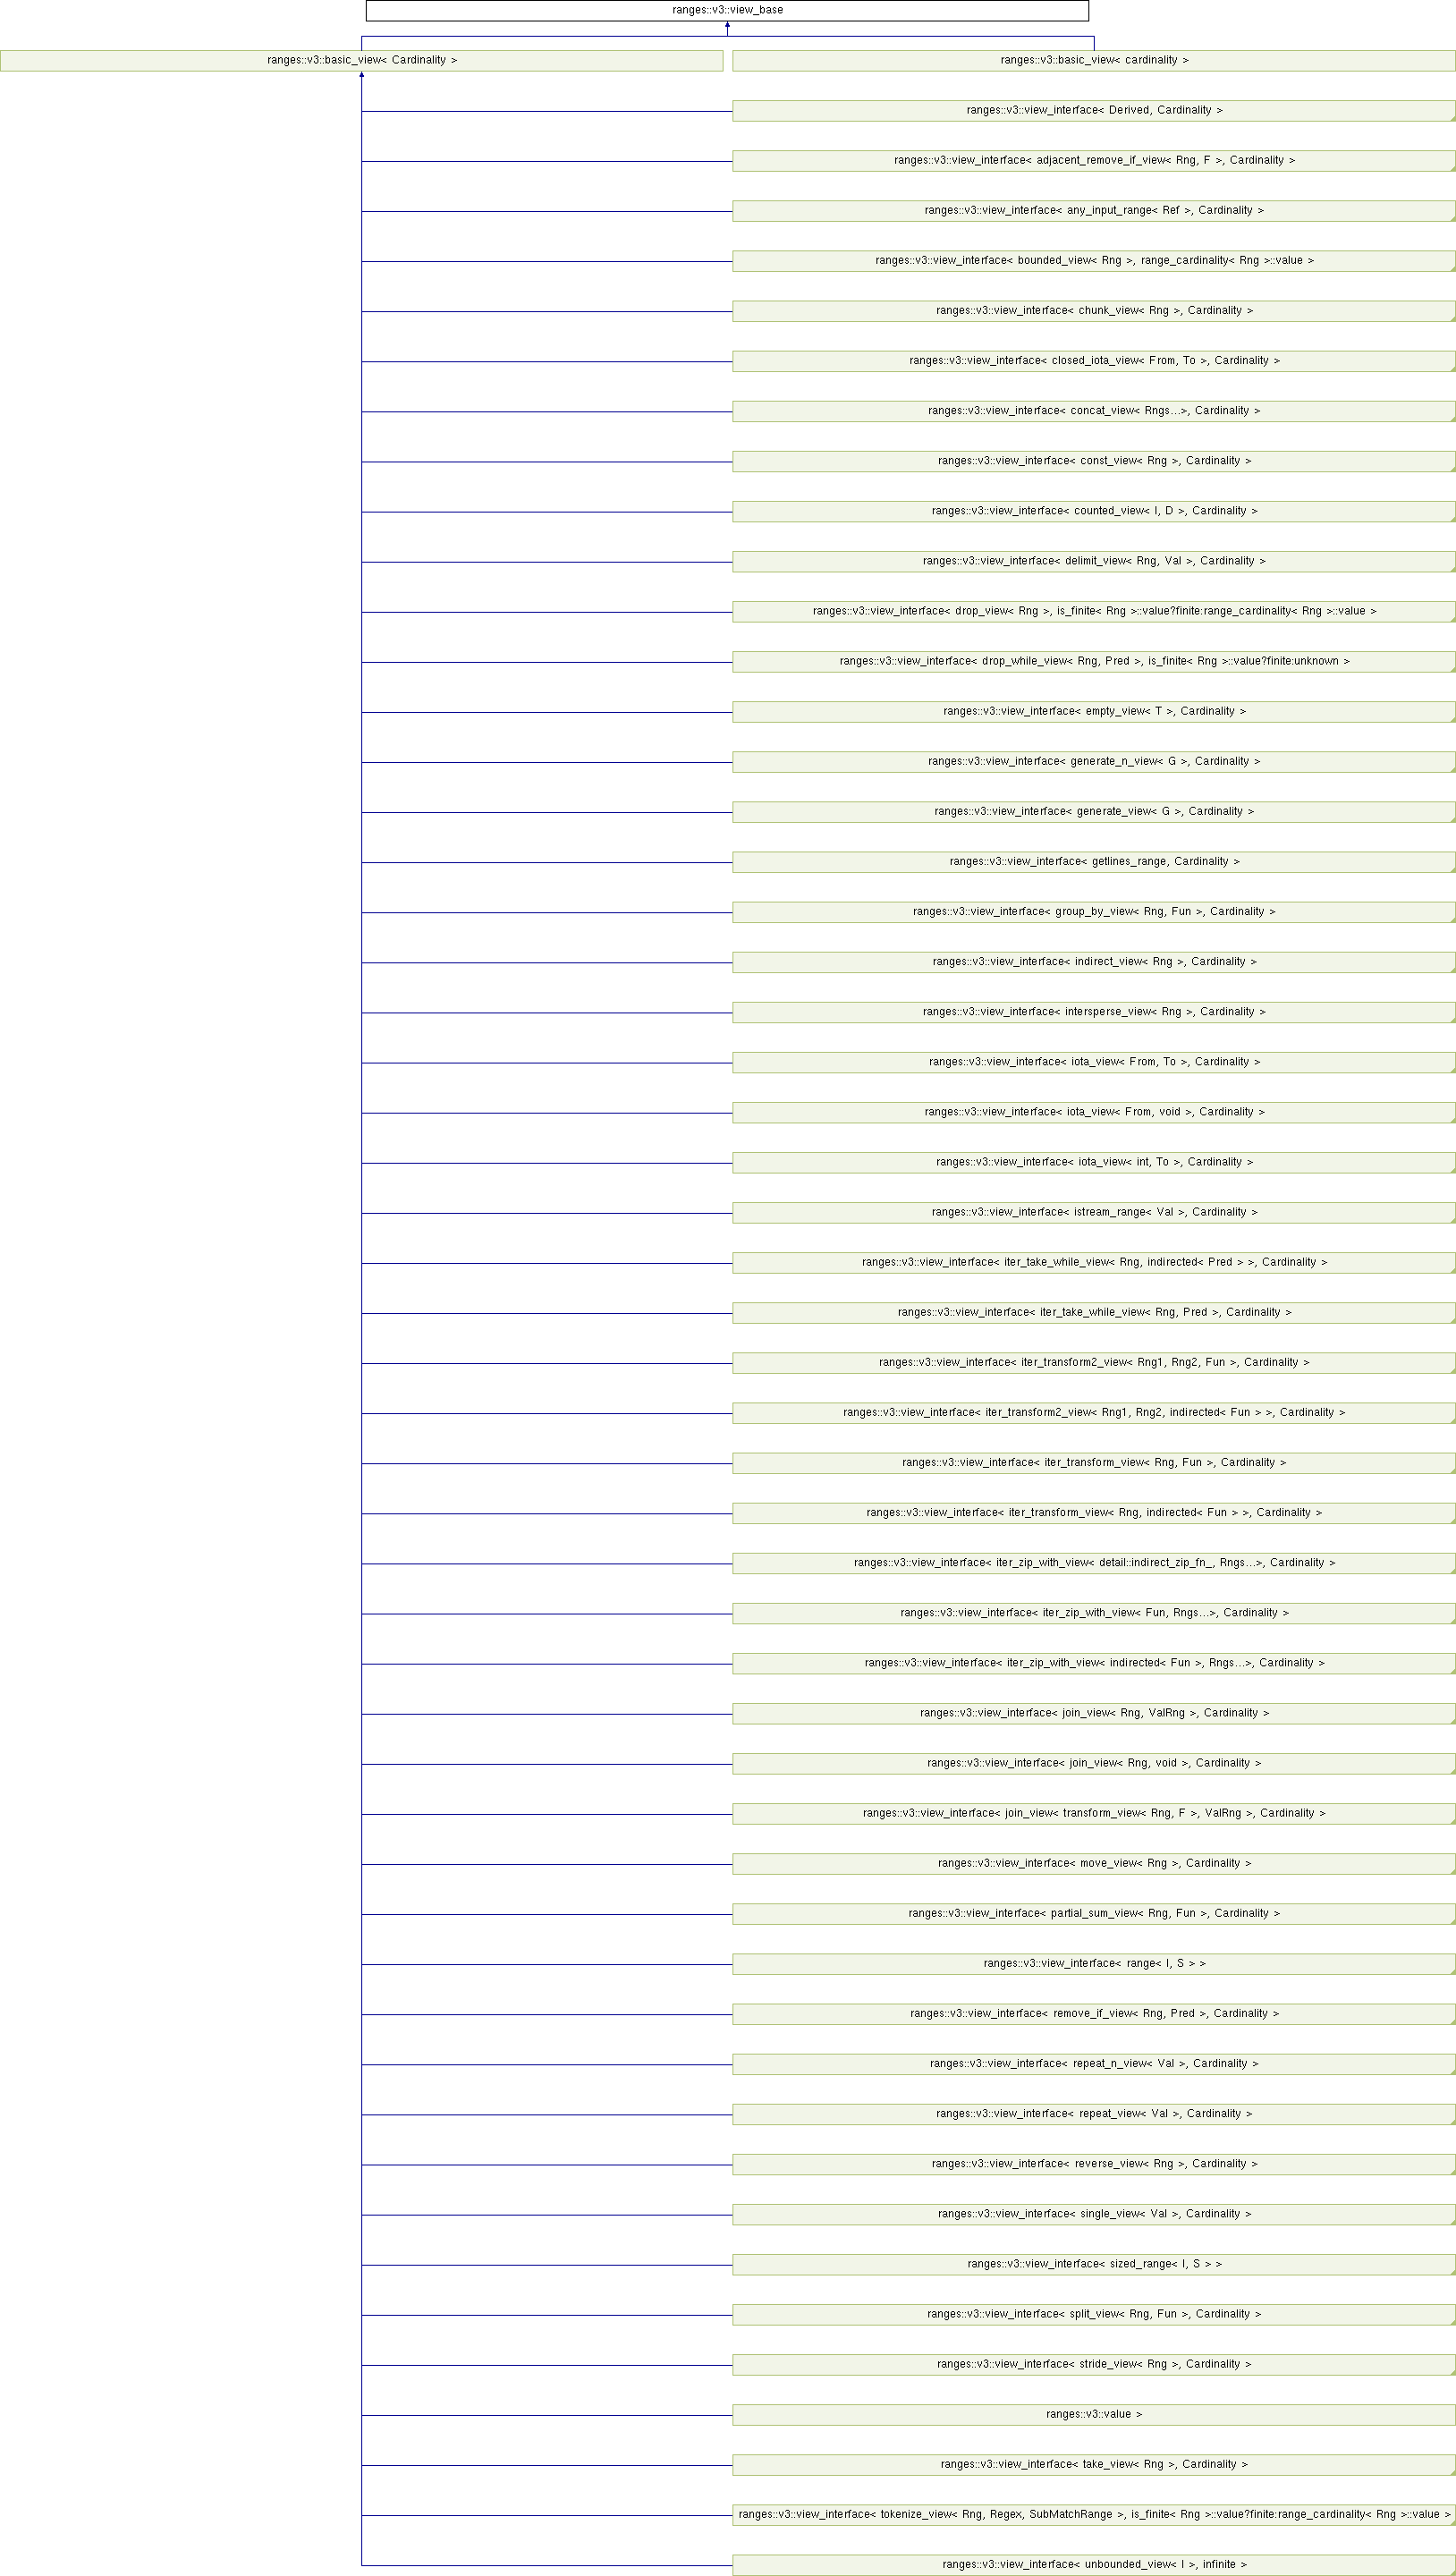 ranges::v3::view_base
ranges::v3::basic_view< Cardinality >
ranges::v3::basic_view< cardinality >
ranges::v3::view_interface< Derived, Cardinality >
ranges::v3::view_interface< adjacent_remove_if_view< Rng, F >, Cardinality >
ranges::v3::view_interface< any_input_range< Ref >, Cardinality >
ranges::v3::view_interface< bounded_view< Rng >, range_cardinality< Rng >::value >
ranges::v3::view_interface< chunk_view< Rng >, Cardinality >
ranges::v3::view_interface< closed_iota_view< From, To >, Cardinality >
ranges::v3::view_interface< concat_view< Rngs...>, Cardinality >
ranges::v3::view_interface< const_view< Rng >, Cardinality >
ranges::v3::view_interface< counted_view< I, D >, Cardinality >
ranges::v3::view_interface< delimit_view< Rng, Val >, Cardinality >
ranges::v3::view_interface< drop_view< Rng >, is_finite< Rng >::value?finite:range_cardinality< Rng >::value >
ranges::v3::view_interface< drop_while_view< Rng, Pred >, is_finite< Rng >::value?finite:unknown >
ranges::v3::view_interface< empty_view< T >, Cardinality >
ranges::v3::view_interface< generate_n_view< G >, Cardinality >
ranges::v3::view_interface< generate_view< G >, Cardinality >
ranges::v3::view_interface< getlines_range, Cardinality >
ranges::v3::view_interface< group_by_view< Rng, Fun >, Cardinality >
ranges::v3::view_interface< indirect_view< Rng >, Cardinality >
ranges::v3::view_interface< intersperse_view< Rng >, Cardinality >
ranges::v3::view_interface< iota_view< From, To >, Cardinality >
ranges::v3::view_interface< iota_view< From, void >, Cardinality >
ranges::v3::view_interface< iota_view< int, To >, Cardinality >
ranges::v3::view_interface< istream_range< Val >, Cardinality >
ranges::v3::view_interface< iter_take_while_view< Rng, indirected< Pred > >, Cardinality >
ranges::v3::view_interface< iter_take_while_view< Rng, Pred >, Cardinality >
ranges::v3::view_interface< iter_transform2_view< Rng1, Rng2, Fun >, Cardinality >
ranges::v3::view_interface< iter_transform2_view< Rng1, Rng2, indirected< Fun > >, Cardinality >
ranges::v3::view_interface< iter_transform_view< Rng, Fun >, Cardinality >
ranges::v3::view_interface< iter_transform_view< Rng, indirected< Fun > >, Cardinality >
ranges::v3::view_interface< iter_zip_with_view< detail::indirect_zip_fn_, Rngs...>, Cardinality >
ranges::v3::view_interface< iter_zip_with_view< Fun, Rngs...>, Cardinality >
ranges::v3::view_interface< iter_zip_with_view< indirected< Fun >, Rngs...>, Cardinality >
ranges::v3::view_interface< join_view< Rng, ValRng >, Cardinality >
ranges::v3::view_interface< join_view< Rng, void >, Cardinality >
ranges::v3::view_interface< join_view< transform_view< Rng, F >, ValRng >, Cardinality >
ranges::v3::view_interface< move_view< Rng >, Cardinality >
ranges::v3::view_interface< partial_sum_view< Rng, Fun >, Cardinality >
ranges::v3::view_interface< range< I, S > >
ranges::v3::view_interface< remove_if_view< Rng, Pred >, Cardinality >
ranges::v3::view_interface< repeat_n_view< Val >, Cardinality >
ranges::v3::view_interface< repeat_view< Val >, Cardinality >
ranges::v3::view_interface< reverse_view< Rng >, Cardinality >
ranges::v3::view_interface< single_view< Val >, Cardinality >
ranges::v3::view_interface< sized_range< I, S > >
ranges::v3::view_interface< split_view< Rng, Fun >, Cardinality >
ranges::v3::view_interface< stride_view< Rng >, Cardinality >
ranges::v3::value >
ranges::v3::view_interface< take_view< Rng >, Cardinality >
ranges::v3::view_interface< tokenize_view< Rng, Regex, SubMatchRange >, is_finite< Rng >::value?finite:range_cardinality< Rng >::value >
ranges::v3::view_interface< unbounded_view< I >, infinite >